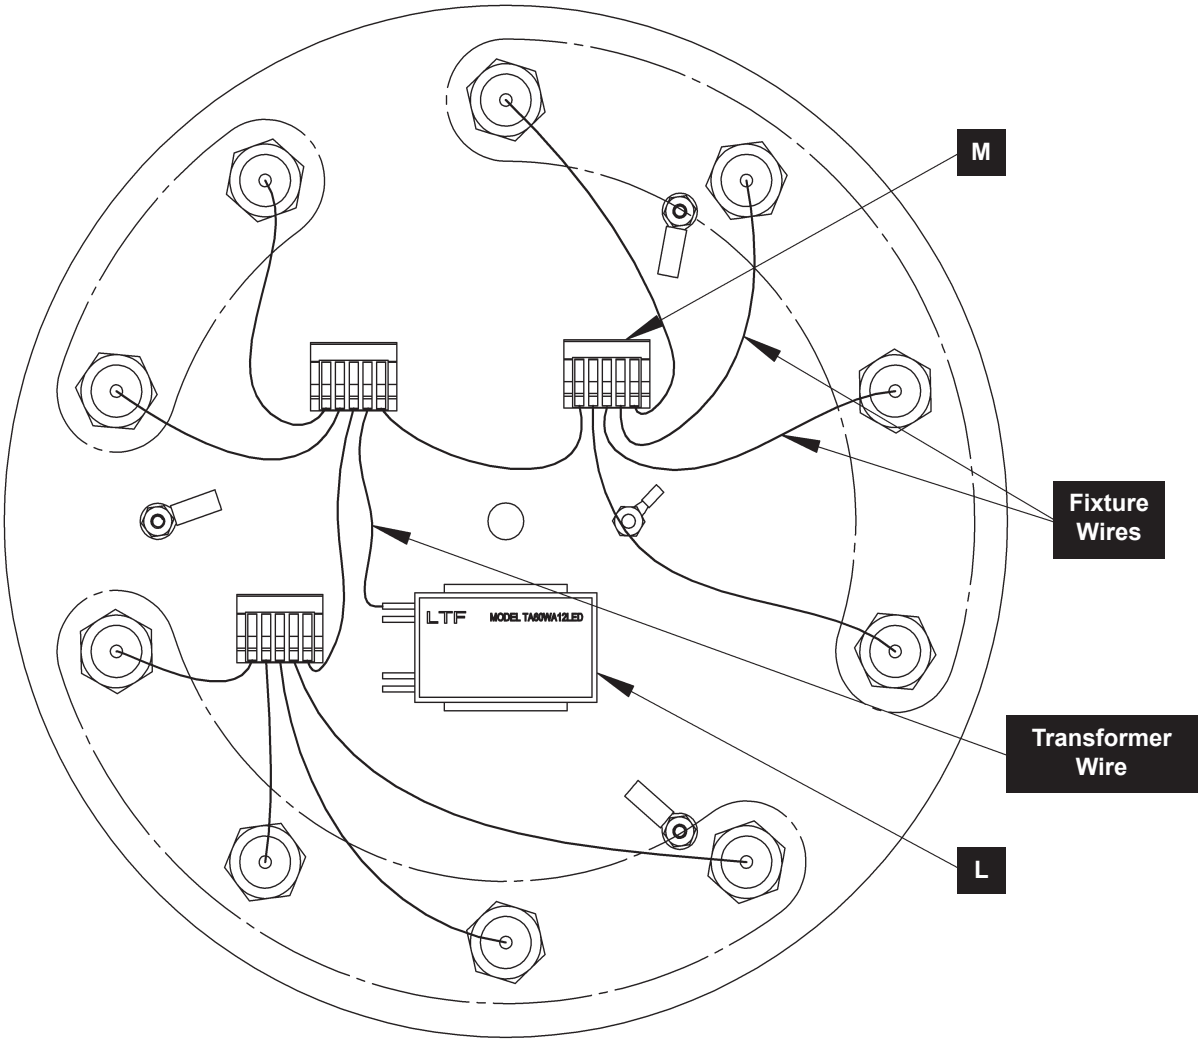 M
Fixture
Wires
LTF MODEL TA60WA12LED
Transformer
Wire
L